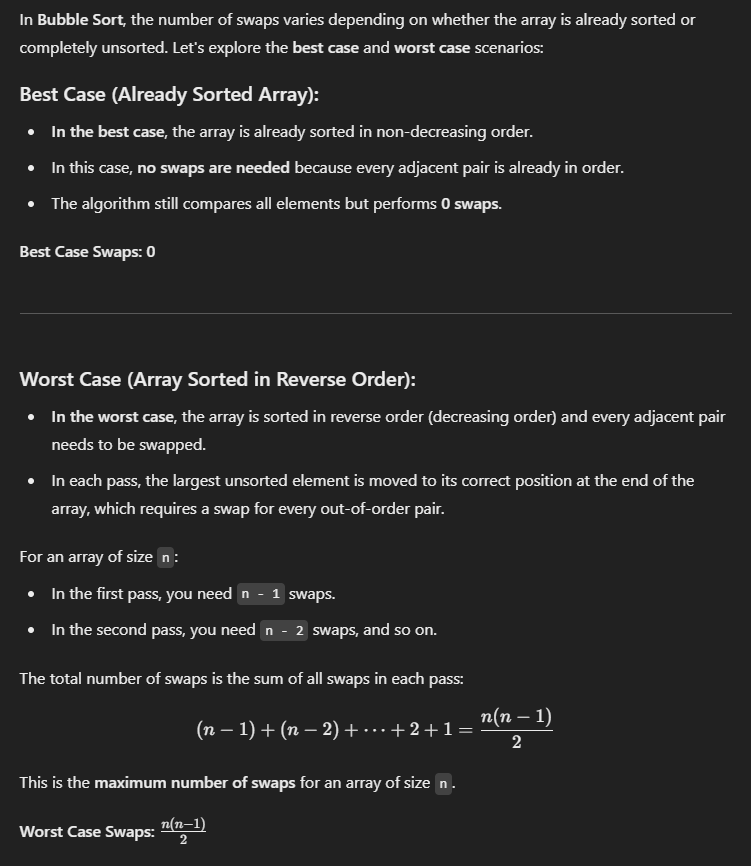 In Bubble Sort, the number of swaps varies depending on whether the array is already sorted or
completely unsorted. Let's explore the best case and worst case scenarios:
Best Case (Already Sorted Array):
• In the best case, the array is already sorted in non-decreasing order.
• In this case, no swaps are needed because every adjacent pair is already in order.
• The algorithm still compares all elements but performs 0 swaps.
Best Case Swaps: 0
Worst Case (Array Sorted in Reverse Order):
• In the worst case, the array is sorted in reverse order (decreasing order) and every adjacent pair
needs to be swapped.
• In each pass, the largest unsorted element is moved to its correct position at the end of the
array, which requires a swap for every out-of-order pair.
For an array of size n:
• In the first pass, you need n - 1 swaps.
• In the second pass, you need n - 2 swaps, and so on.
The total number of swaps is the sum of all swaps in each pass:
(n − 1) + (n − 2) + ⋯ + 2 + 1 = n(n − 1)/2
This is the maximum number of swaps for an array of size n.
Worst Case Swaps: n(n−1)/2